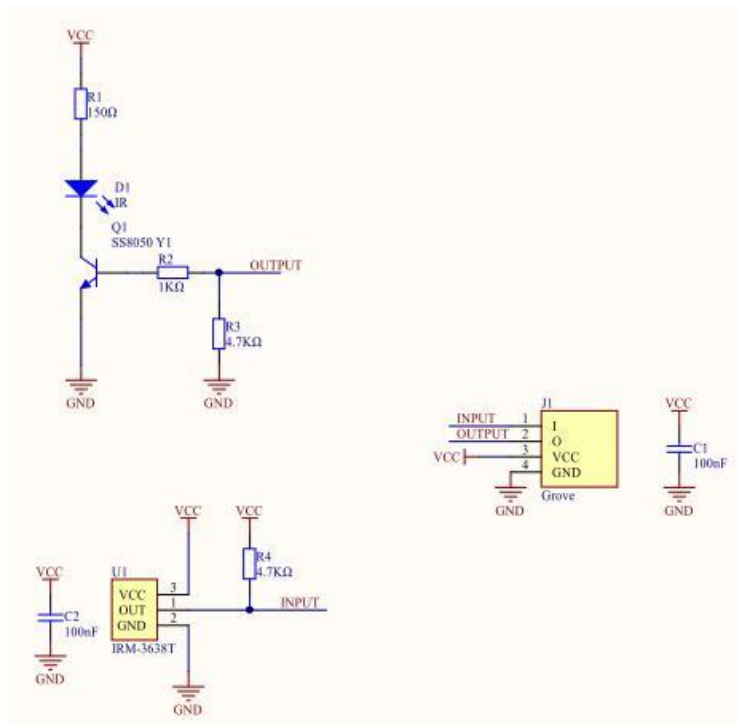 VCC
R1
150Ω
D1
IR
Q1
SS8050 Y1
R2
1KΩ
OUTPUT
R3
4.7KΩ
GND
GND
J1
INPUT 1 I
OUTPUT 2 O
VCC 3 VCC
4 GND
GND
Grove
VCC
C1
100nF
GND
VCC
C2
100nF
GND
U1
VCC 3
OUT 1
GND 2
IRM-3638T
VCC
VCC
R4
4.7KΩ
INPUT
GND